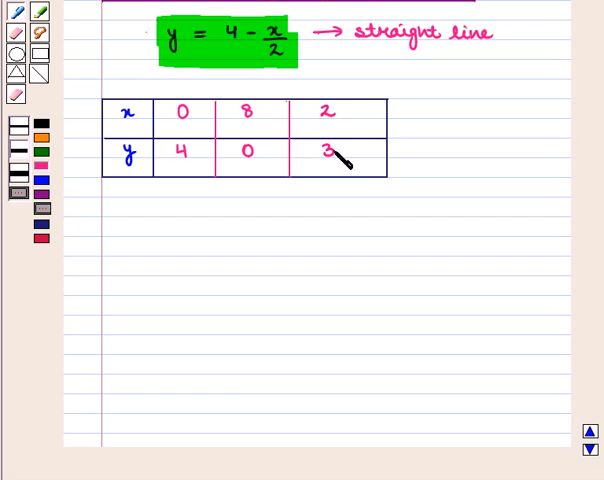 y = 4 - x/2 → straight line
x 0 8 2
y 4 0 3